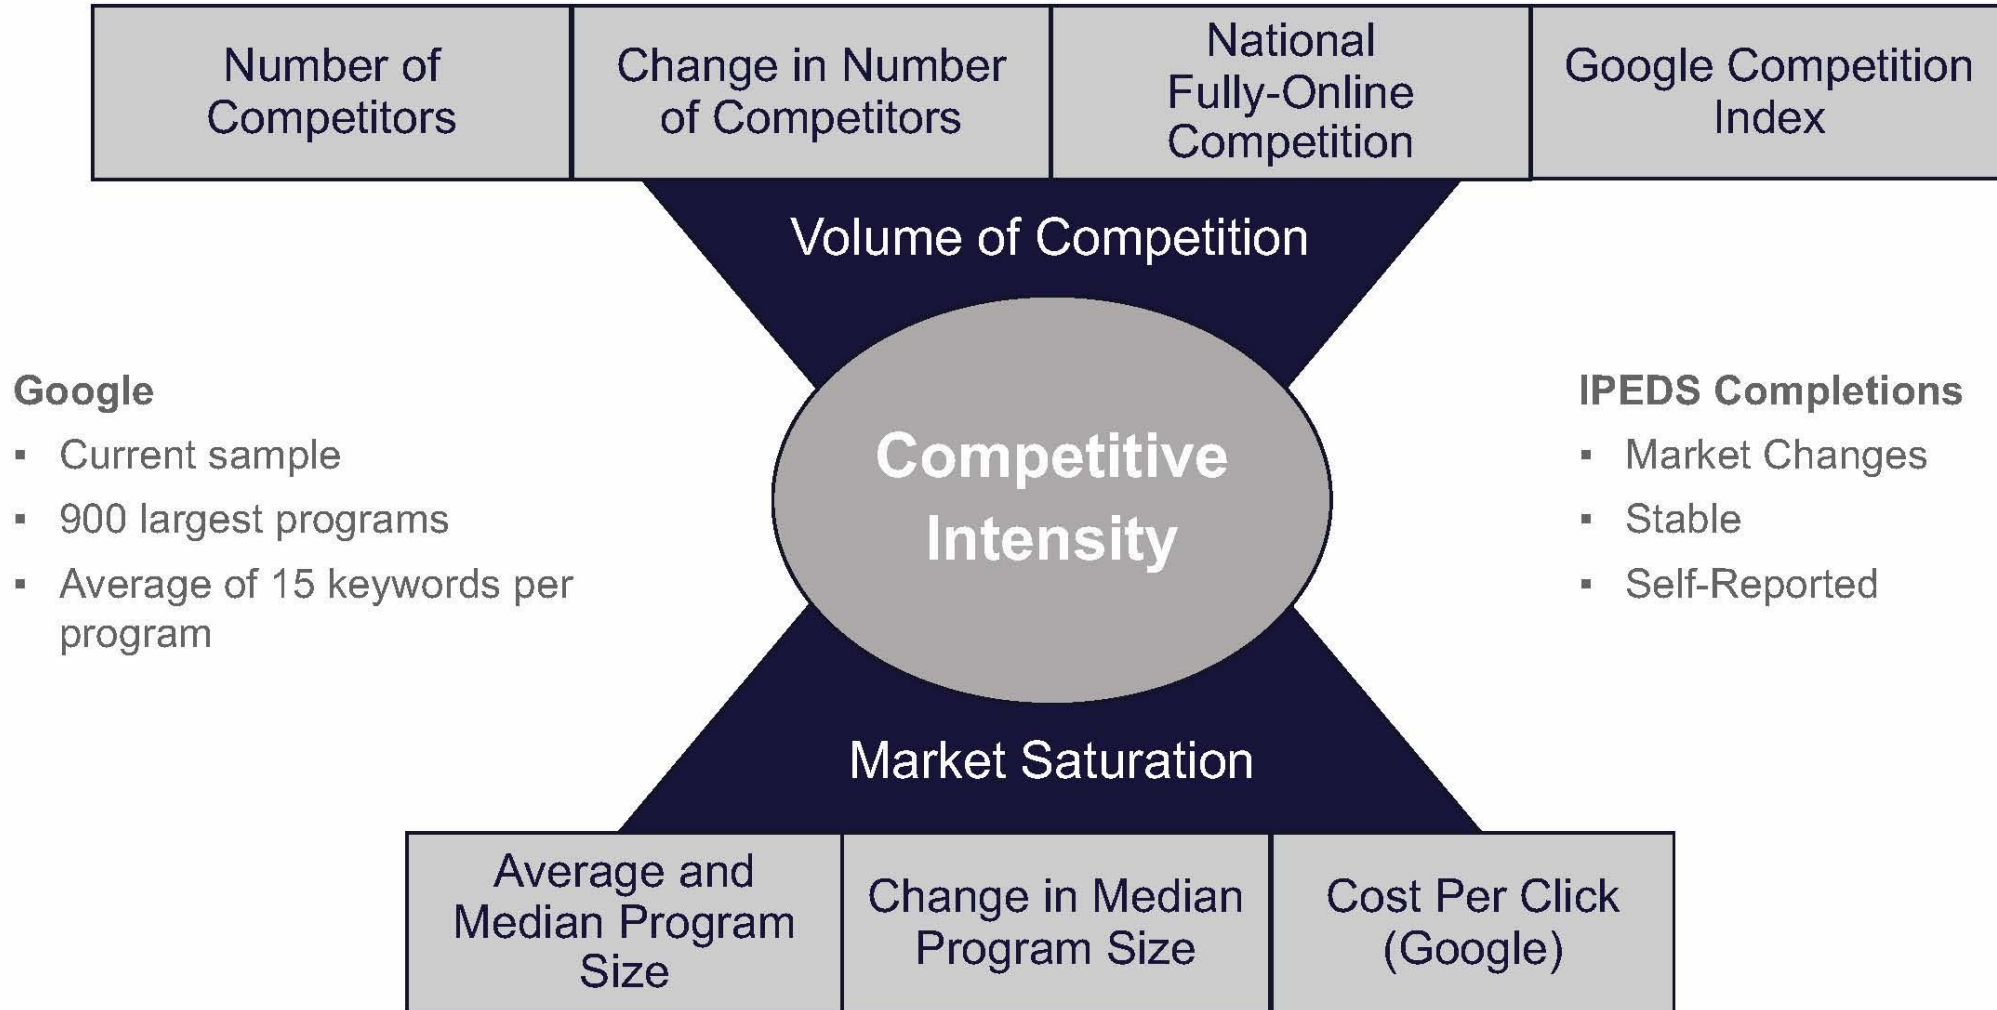 Number of
Competitors
Change in Number
of Competitors
National
Fully-Online
Competition
Google Competition
Index
Volume of Competition
Google
▪ Current sample
▪ 900 largest programs
▪ Average of 15 keywords per
program
Competitive
Intensity
IPEDS Completions
▪ Market Changes
▪ Stable
▪ Self-Reported
Market Saturation
Average and
Median Program
Size
Change in Median
Program Size
Cost Per Click
(Google)